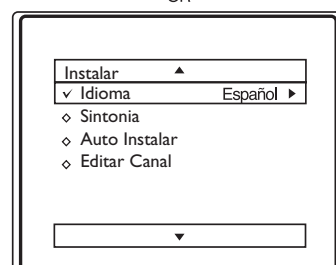 Instalar ▲
✓ Idioma Español ▶
◇ Sintonia
◇ Auto Instalar
◇ Editar Canal
▼